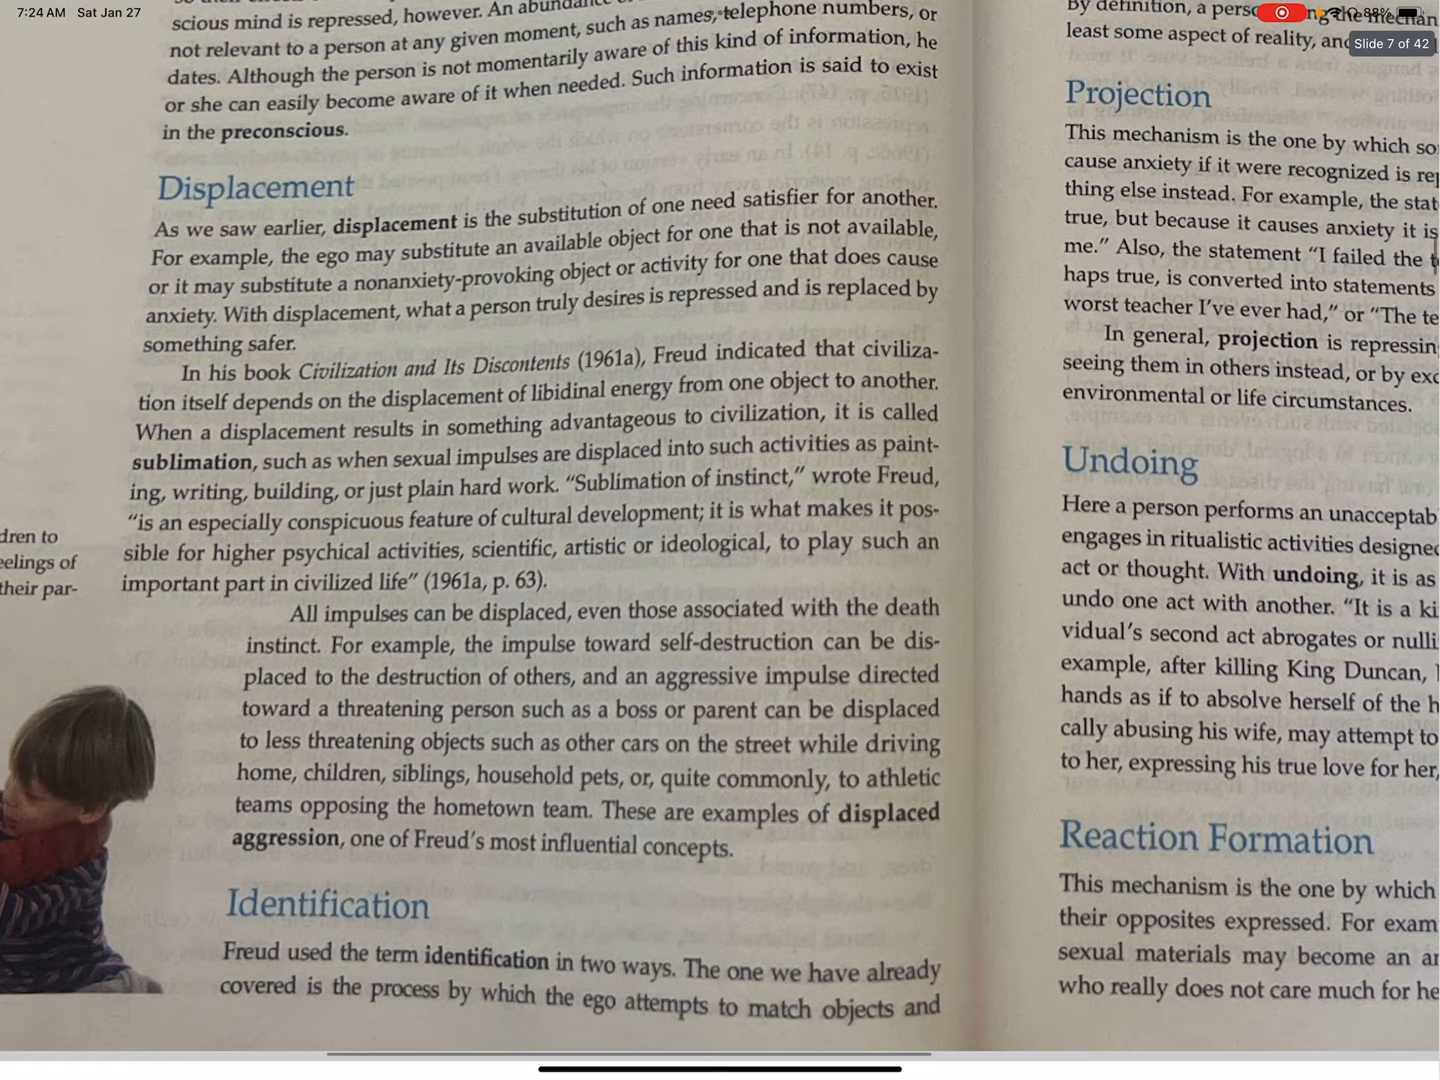 7:24 AM Sat Jan 27
88%
Slide 7 of 42
scious mind is repressed, however. An
not relevant to a person at any given moment, such as names, telephone numbers, or
dates. Although the person is not momentarily aware of this kind of information, he
or she can easily become aware of it when needed. Such information is said to exist
in the preconscious.
Displacement
As we saw earlier, displacement is the substitution of one need satisfier for another.
For example, the ego may substitute an available object for one that is not available,
or it may substitute a nonanxiety-provoking object or activity for one that does cause
anxiety. With displacement, what a person truly desires is repressed and is replaced by
something safer.
In his book Civilization and Its Discontents (1961a), Freud indicated that civiliza-
tion itself depends on the displacement of libidinal energy from one object to another.
When a displacement results in something advantageous to civilization, it is called
sublimation, such as when sexual impulses are displaced into such activities as paint-
ing, writing, building, or just plain hard work. “Sublimation of instinct,” wrote Freud,
“is an especially conspicuous feature of cultural development; it is what makes it pos-
sible for higher psychical activities, scientific, artistic or ideological, to play such an
important part in civilized life” (1961a, p. 63).
All impulses can be displaced, even those associated with the death
instinct. For example, the impulse toward self-destruction can be dis-
placed to the destruction of others, and an aggressive impulse directed
toward a threatening person such as a boss or parent can be displaced
to less threatening objects such as other cars on the street while driving
home, children, siblings, household pets, or, quite commonly, to athletic
teams opposing the hometown team. These are examples of displaced
aggression, one of Freud’s most influential concepts.
Identification
Freud used the term identification in two ways. The one we have already
covered is the process by which the ego attempts to match objects and
dren to
eelings of
their par-
By definition, a
least some aspect of reality,
Projection
This mechanism is the one by which so
cause anxiety if it were recognized is
thing else instead. For example, the stat
true, but because it causes anxiety it is
me.” Also, the statement “I failed the
haps true, is converted into statements
worst teacher I’ve ever had,” or “The te
In general, projection is repressin
seeing them in others instead, or by exc
environmental or life circumstances.
Undoing
Here a person performs an unacceptab
engages in ritualistic activities designe
act or thought. With undoing, it is as
undo one act with another. “It is a ki
vidual’s second act abrogates or nulli
example, after killing King Duncan,
hands as if to absolve herself of the h
cally abusing his wife, may attempt to
to her, expressing his true love for her,
Reaction Formation
This mechanism is the one by which
their opposites expressed. For exam
sexual materials may become an ar
who really does not care much for he